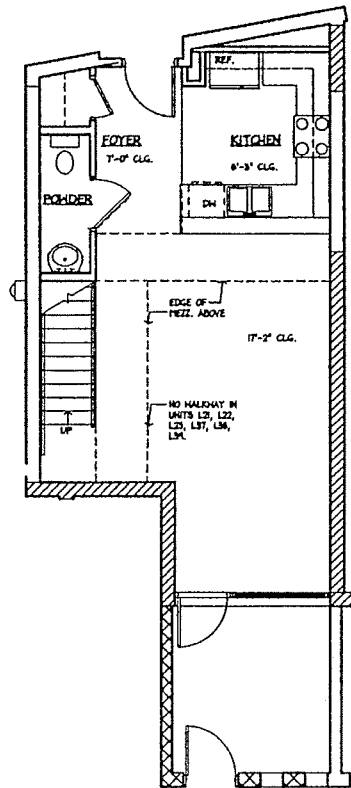 REF.
FOYER
7'-0" CLG.
KITCHEN
6'-3" CLG.
POWDER
DW
EDGE OF
MEZZ. ABOVE
17'-2" CLG.
NO WALKWAY IN
UNITS L21, L22,
L23, L37, L38,
L39.
UP